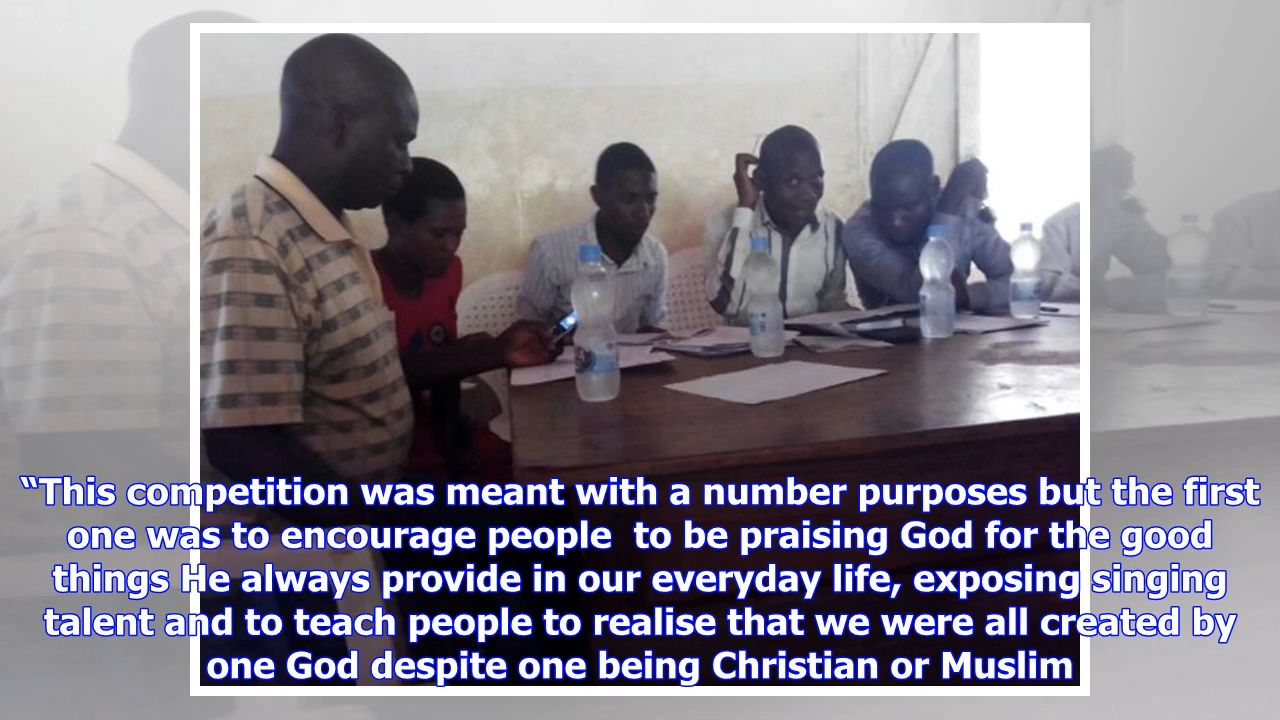 “This competition was meant with a number purposes but the first
one was to encourage people  to be praising God for the good
things He always provide in our everyday life, exposing singing
talent and to teach people to realise that we were all created by
one God despite one being Christian or Muslim